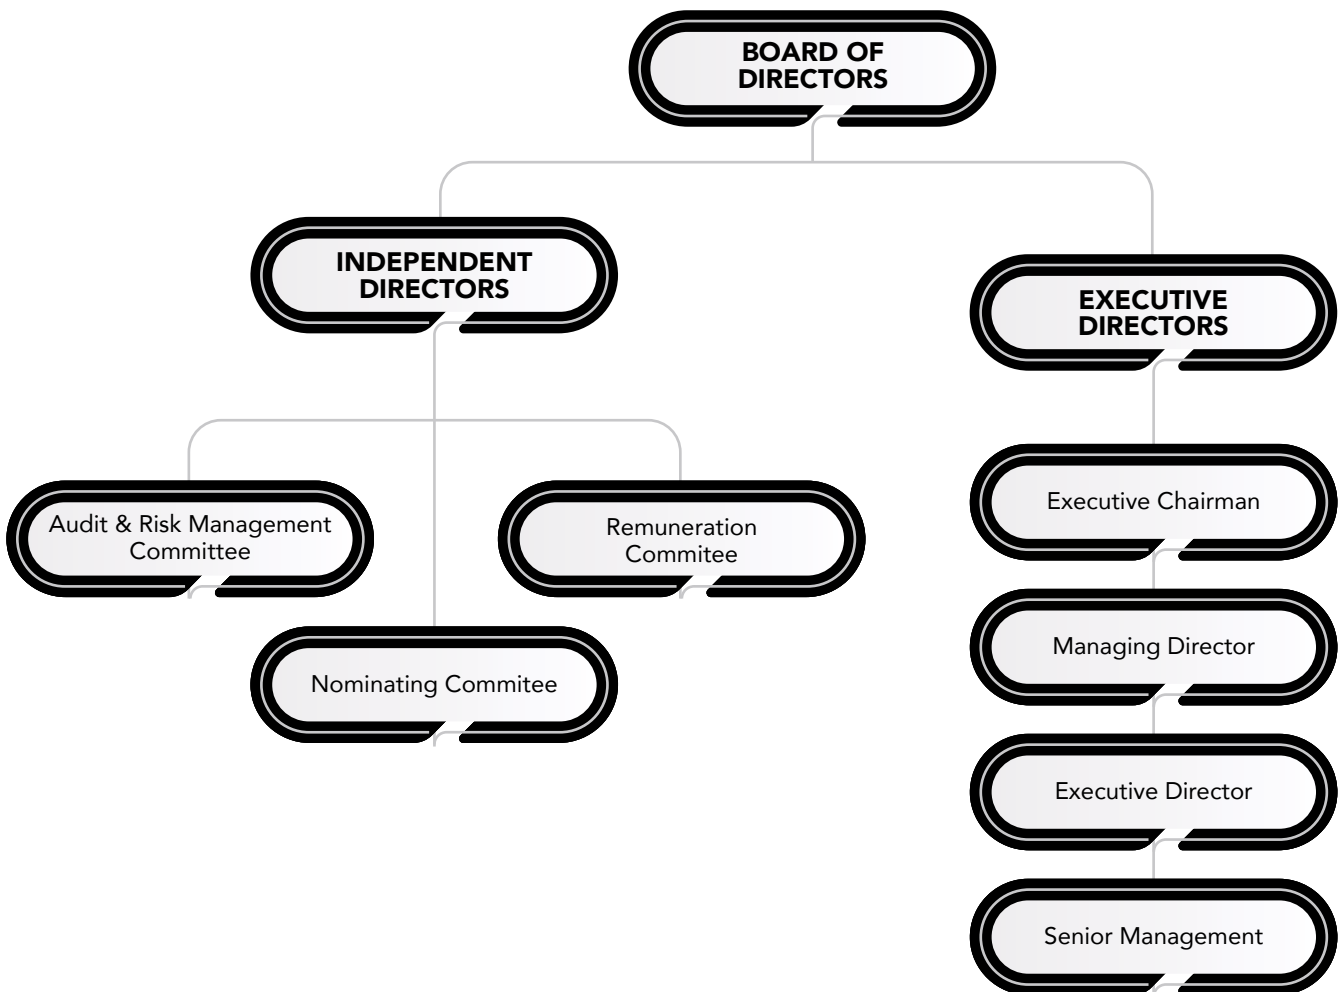 BOARD OF
DIRECTORS
INDEPENDENT
DIRECTORS
EXECUTIVE
DIRECTORS
Audit & Risk Management
Committee
Remuneration
Commitee
Nominating Commitee
Executive Chairman
Managing Director
Executive Director
Senior Management